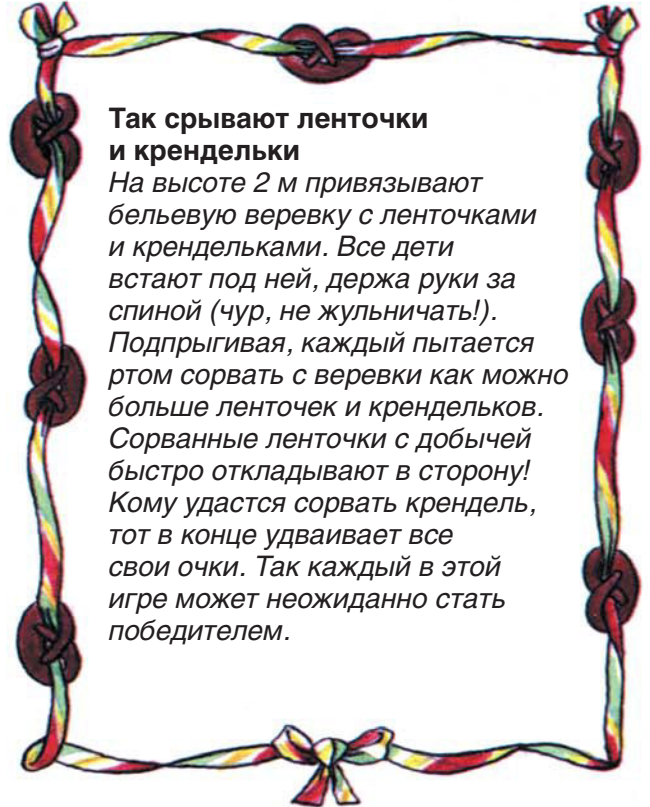 Так срывают ленточки
и крендельки
На высоте 2 м привязывают
бельевую веревку с ленточками
и крендельками. Все дети
встают под ней, держа руки за
спиной (чур, не жульничать!).
Подпрыгивая, каждый пытается
ртом сорвать с веревки как можно
больше ленточек и крендельков.
Сорванные ленточки с добычей
быстро откладывают в сторону!
Кому удастся сорвать крендель,
тот в конце удваивает все
свои очки. Так каждый в этой
игре может неожиданно стать
победителем.